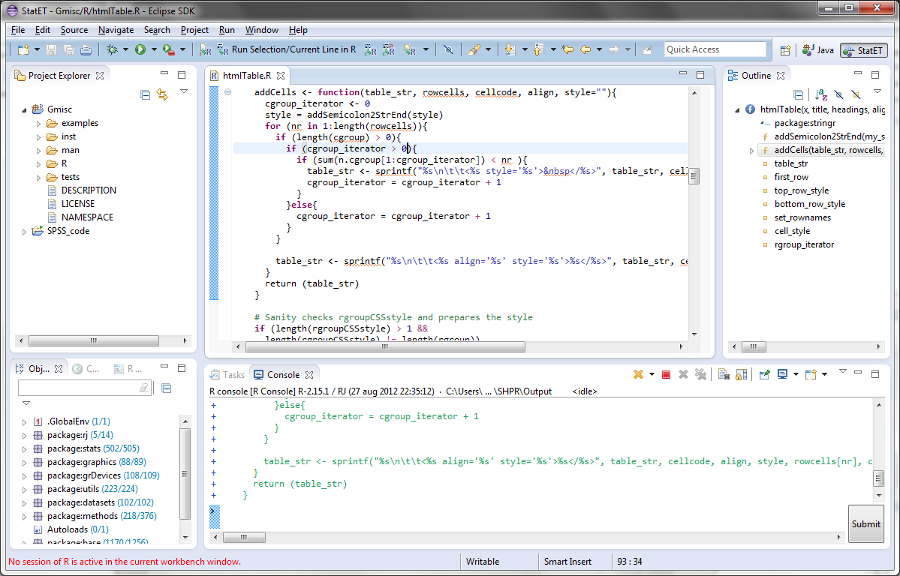 StatET - Gmisc/R/htmlTable.R - Eclipse SDK
File Edit Source Navigate Search Project Run Window Help
Run Selection/Current Line in R
Quick Access
Java
StatET
Project Explorer
Gmisc
examples
inst
man
R
tests
DESCRIPTION
LICENSE
NAMESPACE
SPSS_code
htmlTable.R
addCells <- function(table_str, rowcells, cellcode, align, style=""){
cgroup_iterator <- 0
style = addSemicolon2StrEnd(style)
for (nr in 1:length(rowcells)){
if (length(cgroup) > 0){
if (cgroup_iterator > 0){
if (sum(n.cgroup[1:cgroup_iterator]) < nr ){
table_str <- sprintf("%s\n\t\t<%s style='%s'>&nbsp</%s>", table_str, cel
cgroup_iterator = cgroup_iterator + 1
}
}else{
cgroup_iterator = cgroup_iterator + 1
}
}
table_str <- sprintf("%s\n\t\t<%s align='%s' style='%s'>%s</%s>", table_str, ce
}
return (table_str)
}
# Sanity checks rgroupCSSstyle and prepares the style
if (length(rgroupCSSstyle) > 1 &&
length(rgroupCSSstyle) != length(rgroup))
Outline
htmlTable(x, title, headings, alig
package:stringr
addSemicolon2StrEnd(my_s
addCells(table_str, rowcells,
table_str
first_row
top_row_style
bottom_row_style
set_rownames
cell_style
rgroup_iterator
Obj...
C...
R ...
.GlobalEnv (1/1)
package:rj (5/14)
package:stats (502/505)
package:graphics (88/89)
package:grDevices (108/109)
package:utils (223/224)
package:datasets (102/102)
package:methods (218/376)
Autoloads (0/1)
package:base (1170/1256)
Tasks
Console
R console [R Console] R-2.15.1 / RJ (27 aug 2012 22:35:12) · C:\Users\ ... \SHPR\Output <idle>
+ }else{
+ cgroup_iterator = cgroup_iterator + 1
+ }
+ }
+
+ table_str <- sprintf("%s\n\t\t<%s align='%s' style='%s'>%s</%s>", table_str, cellcode, align, style, rowcells[nr], c
+ }
+ return (table_str)
+ }
>
Submit
No session of R is active in the current workbench window.
Writable
Smart Insert
93 : 34